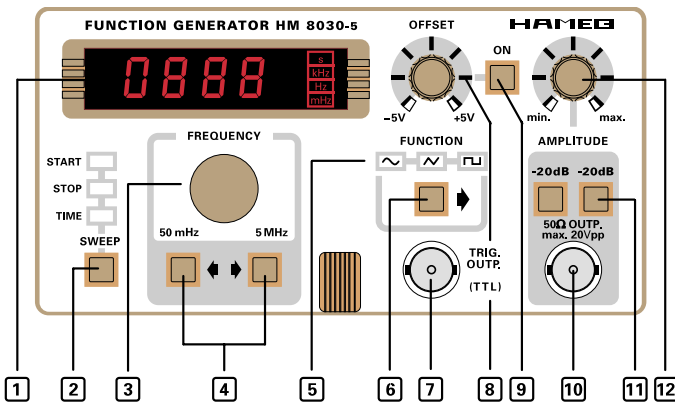 FUNCTION GENERATOR HM 8030-5
OFFSET
HAMEG
0888
s
kHz
Hz
mHz
ON
-5V
+5V
min.
max.
FREQUENCY
FUNCTION
AMPLITUDE
START
STOP
TIME
SWEEP
50 mHz
5 MHz
-20dB
-20dB
50Ω OUTP.
max. 20Vpp
TRIG.
OUTP.
(TTL)
1
2
3
4
5
6
7
8
9
10
11
12